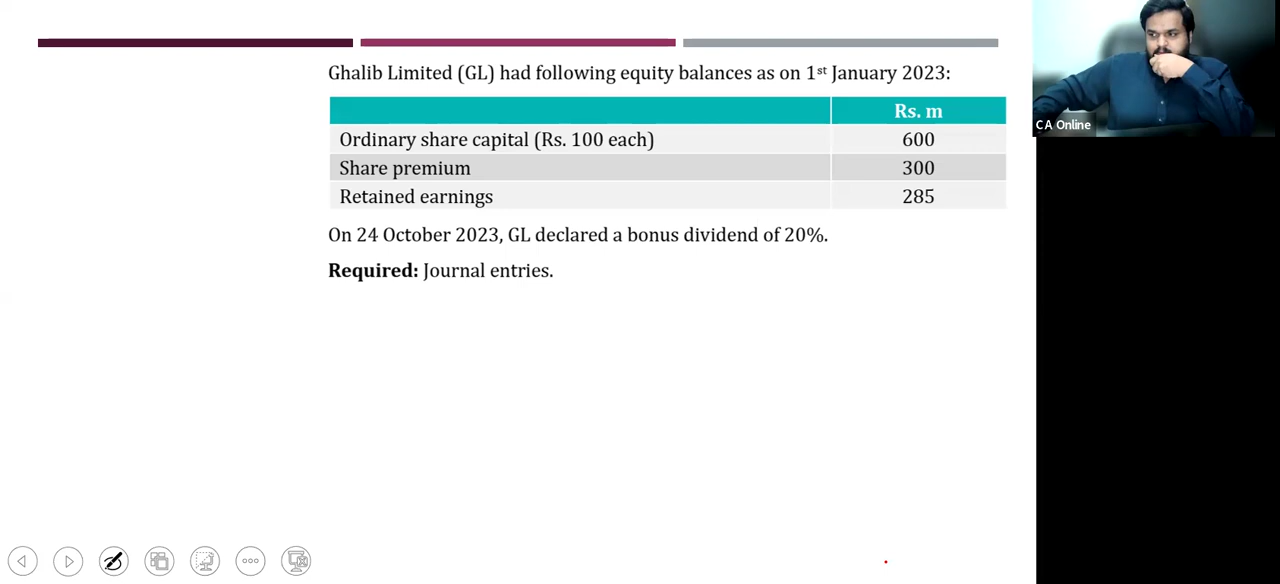 Ghalib Limited (GL) had following equity balances as on 1st January 2023:
Rs. m
Ordinary share capital (Rs. 100 each) 600
Share premium 300
Retained earnings 285
On 24 October 2023, GL declared a bonus dividend of 20%.
Required: Journal entries.
C A Online